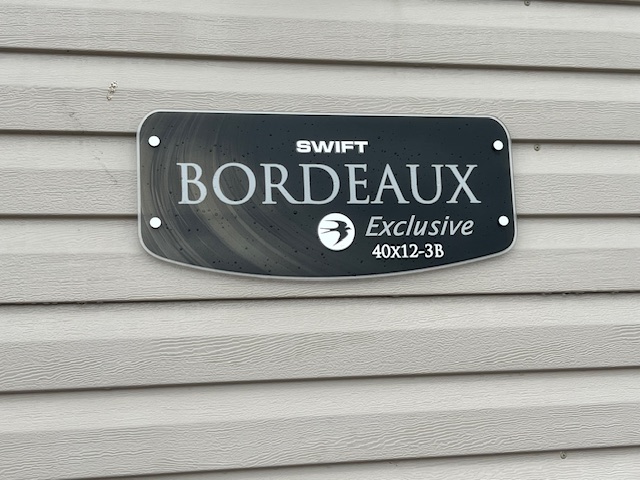 SWIFT
BORDEAUX
Exclusive
40x12-3B